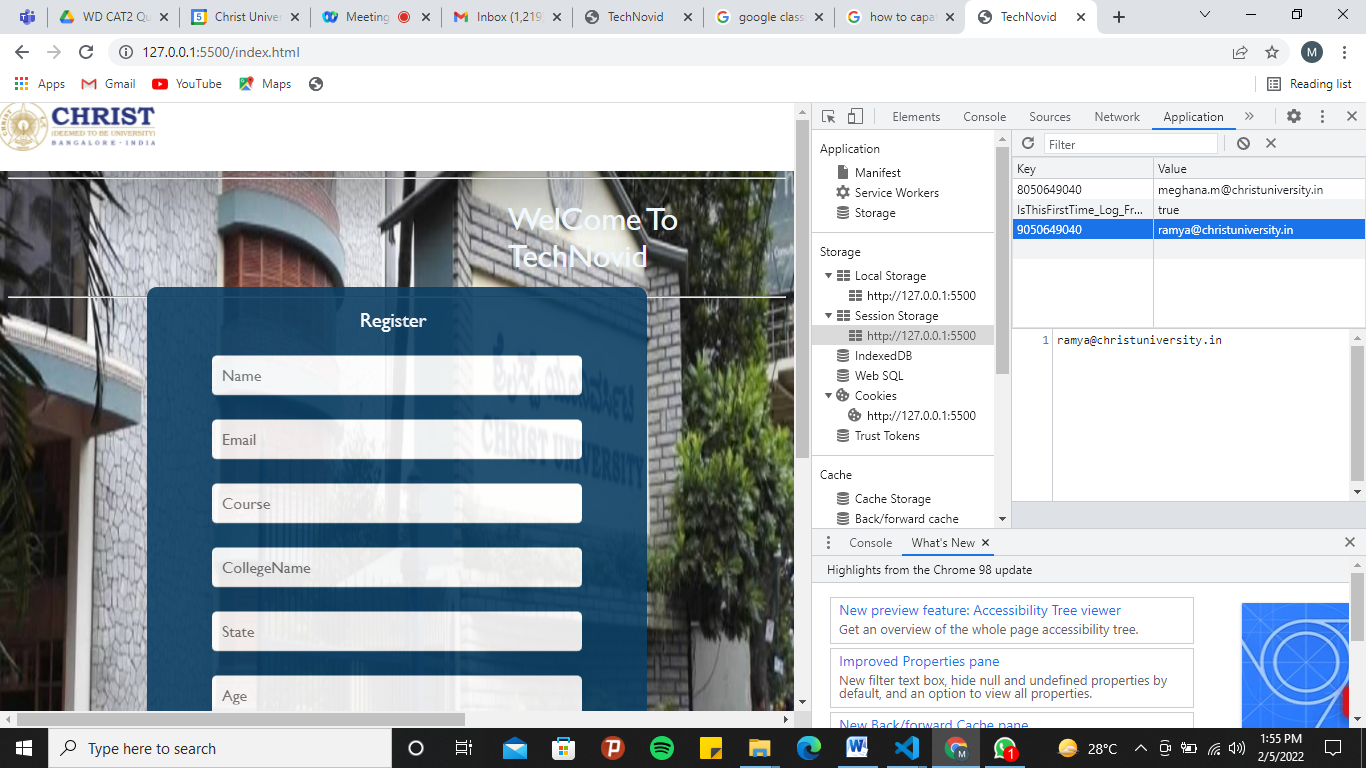 WD CAT2 Qu
Christ Univer
Meeting
Inbox (1,219
TechNovid
google class
how to capa
TechNovid
127.0.0.1:5500/index.html
M
Apps
Gmail
YouTube
Maps
Reading list
CHRIST
(DEEMED TO BE UNIVERSITY)
BANGALORE · INDIA
WelCome To
TechNovid
Register
Name
Email
Course
CollegeName
State
Age
CHRIST UNIVERSITY
Elements
Console
Sources
Network
Application
Application
Manifest
Service Workers
Storage
Storage
Local Storage
http://127.0.0.1:5500
Session Storage
http://127.0.0.1:5500
IndexedDB
Web SQL
Cookies
http://127.0.0.1:5500
Trust Tokens
Cache
Cache Storage
Back/forward cache
Filter
Key Value
8050649040 meghana.m@christuniversity.in
IsThisFirstTime_Log_Fr... true
9050649040 ramya@christuniversity.in
1 ramya@christuniversity.in
Console
What's New
Highlights from the Chrome 98 update
New preview feature: Accessibility Tree viewer
Get an overview of the whole page accessibility tree.
Improved Properties pane
New filter text box, hide null and undefined properties by
default, and an option to view all properties.
New Back/forward Cache pane
Type here to search
1
28°C
1:55 PM
2/5/2022